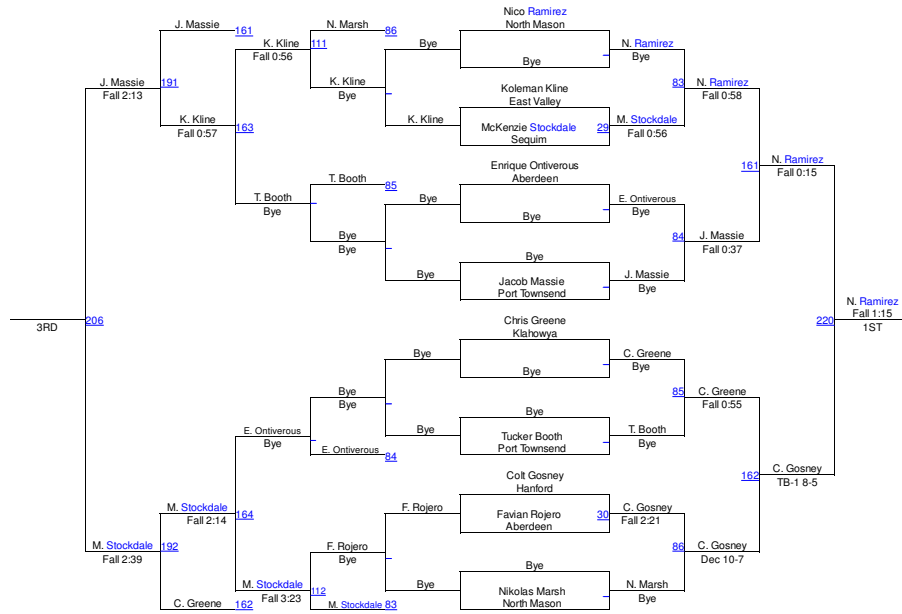 Nico Ramirez
North Mason
Bye
Bye
N. Ramirez
Bye
Koleman Kline
East Valley
K. Kline
McKenzie Stockdale
Sequim
29
M. Stockdale
Fall 0:56
83
N. Ramirez
Fall 0:58
Enrique Ontiverous
Aberdeen
Bye
Bye
E. Ontiverous
Bye
Bye
Bye
Jacob Massie
Port Townsend
J. Massie
Bye
84
J. Massie
Fall 0:37
161
N. Ramirez
Fall 0:15
Chris Greene
Klahowya
Bye
Bye
C. Greene
Bye
Bye
Bye
Tucker Booth
Port Townsend
T. Booth
Bye
85
C. Greene
Fall 0:55
Colt Gosney
Hanford
F. Rojero
Favian Rojero
Aberdeen
30
C. Gosney
Fall 2:21
Bye
Bye
Nikolas Marsh
North Mason
N. Marsh
Bye
86
C. Gosney
Dec 10-7
162
C. Gosney
TB-1 8-5
220
N. Ramirez
Fall 1:15
1ST
J. Massie
161
N. Marsh
86
K. Kline
Fall 0:56
111
K. Kline
Bye
J. Massie
Fall 2:13
191
K. Kline
Fall 0:57
163
T. Booth
85
T. Booth
Bye
Bye
Bye
3RD
206
Bye
Bye
E. Ontiverous
Bye
E. Ontiverous
84
M. Stockdale
Fall 2:14
164
M. Stockdale
Fall 2:39
192
F. Rojero
Bye
M. Stockdale
Fall 3:23
112
M. Stockdale
83
C. Greene
162